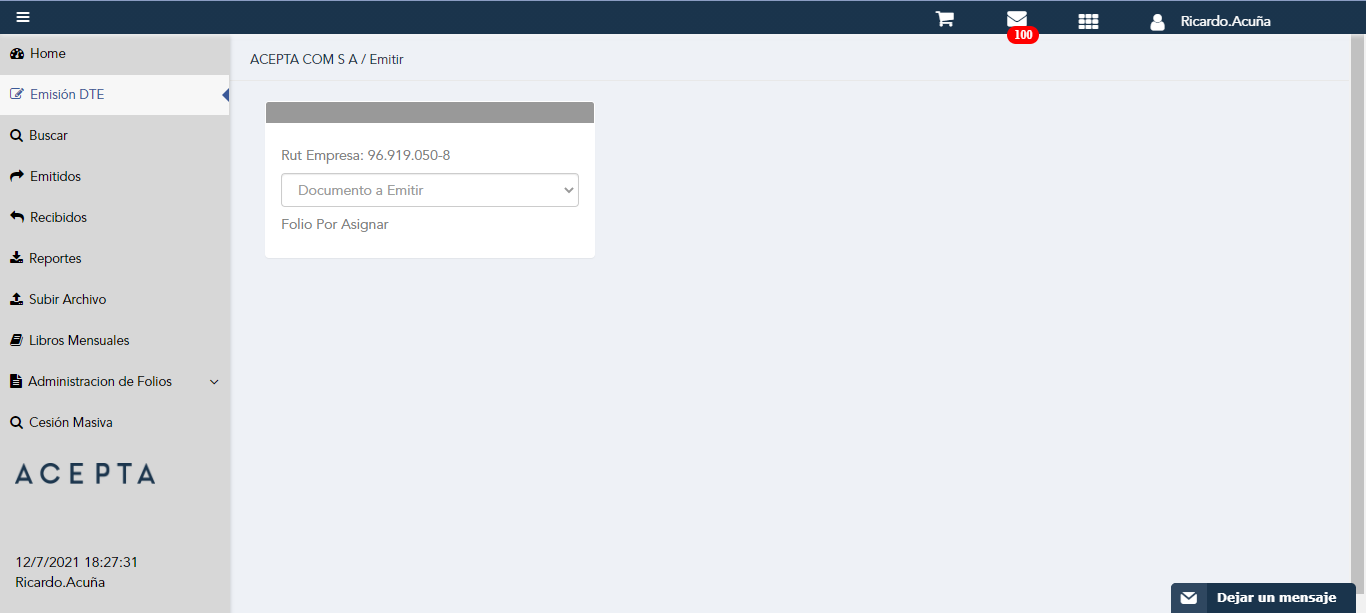 Ricardo.Acuña
100
Home
ACEPTA COM S A / Emitir
Emisión DTE
Buscar
Emitidos
Recibidos
Reportes
Subir Archivo
Libros Mensuales
Administracion de Folios
Cesión Masiva
ACEPTA
12/7/2021 18:27:31
Ricardo.Acuña
Rut Empresa: 96.919.050-8
Documento a Emitir
Folio Por Asignar
Dejar un mensaje